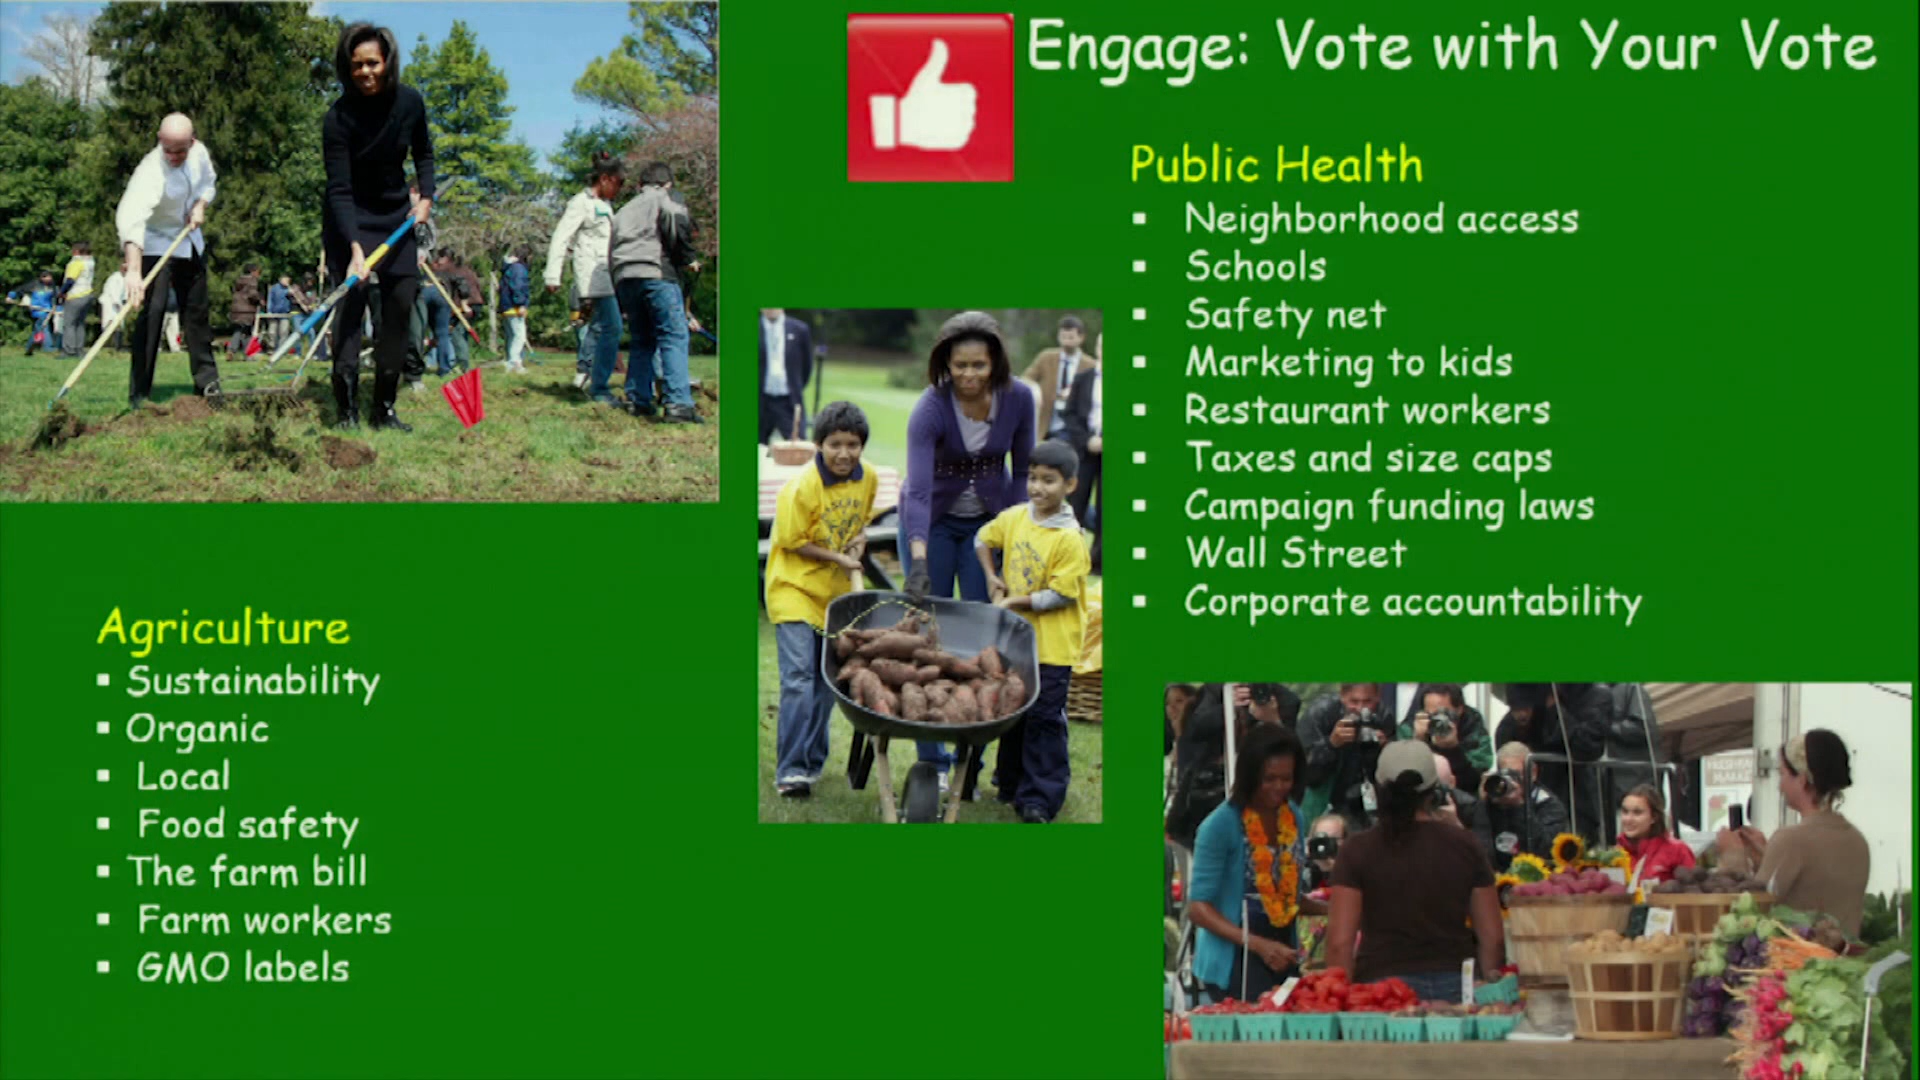 Engage: Vote with Your Vote
Public Health
▪ Neighborhood access
▪ Schools
▪ Safety net
▪ Marketing to kids
▪ Restaurant workers
▪ Taxes and size caps
▪ Campaign funding laws
▪ Wall Street
▪ Corporate accountability
Agriculture
▪ Sustainability
▪ Organic
▪ Local
▪ Food safety
▪ The farm bill
▪ Farm workers
▪ GMO labels